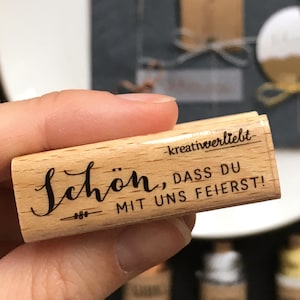 -kreativverliebt-
Schön, DASS DU
MIT UNS FEIERST!